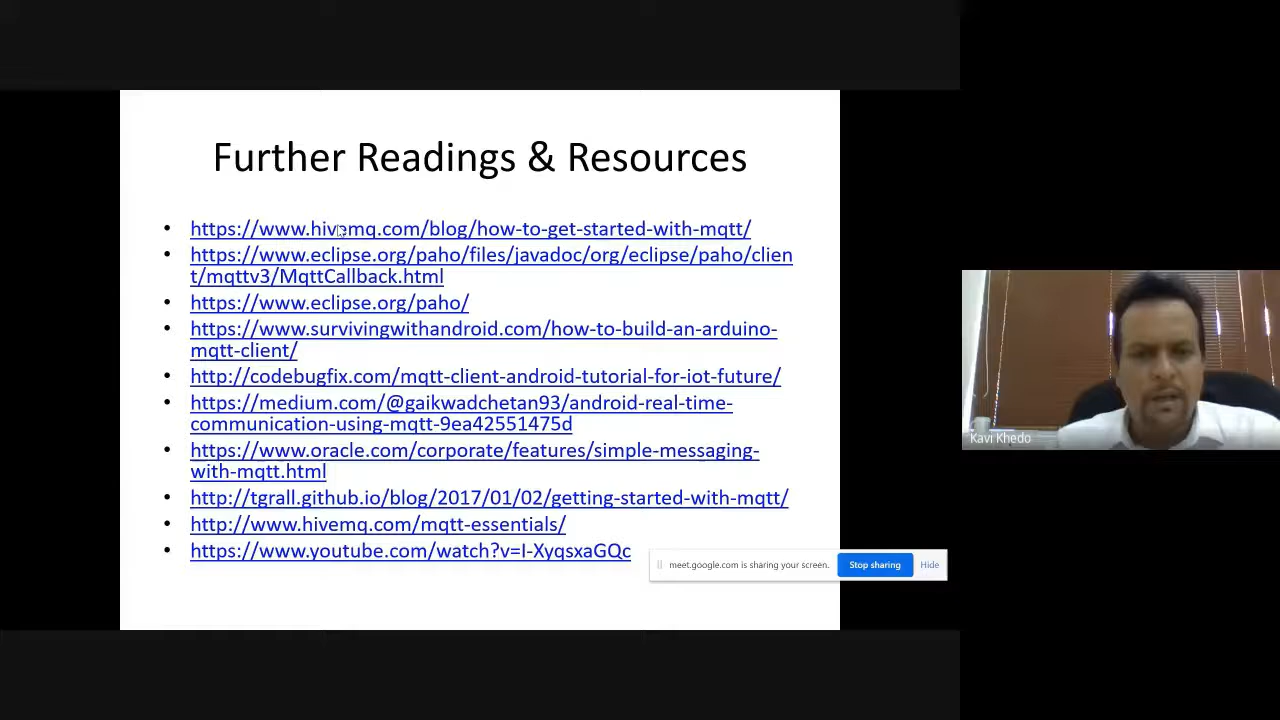 Further Readings & Resources
• https://www.hivemq.com/blog/how-to-get-started-with-mqtt/
• https://www.eclipse.org/paho/files/javadoc/org/eclipse/paho/clien
t/mqttv3/MqttCallback.html
• https://www.eclipse.org/paho/
• https://www.survivingwithandroid.com/how-to-build-an-arduino-
mqtt-client/
• http://codebugfix.com/mqtt-client-android-tutorial-for-iot-future/
• https://medium.com/@gaikwadchetan93/android-real-time-
communication-using-mqtt-9ea42551475d
• https://www.oracle.com/corporate/features/simple-messaging-
with-mqtt.html
• http://tgrall.github.io/blog/2017/01/02/getting-started-with-mqtt/
• http://www.hivemq.com/mqtt-essentials/
• https://www.youtube.com/watch?v=I-XyqsxaGQc
meet.google.com is sharing your screen. Stop sharing Hide
Kavi Khedo